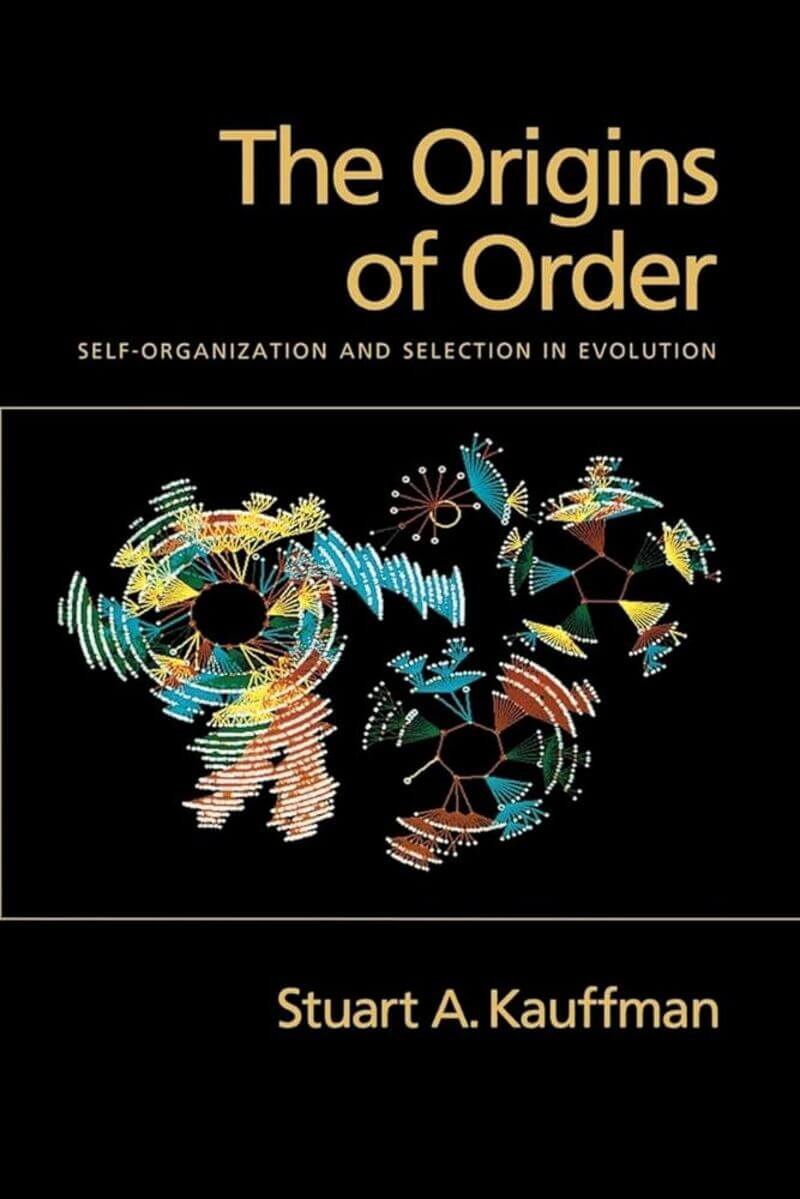 The Origins
of Order
SELF-ORGANIZATION AND SELECTION IN EVOLUTION
Stuart A. Kauffman